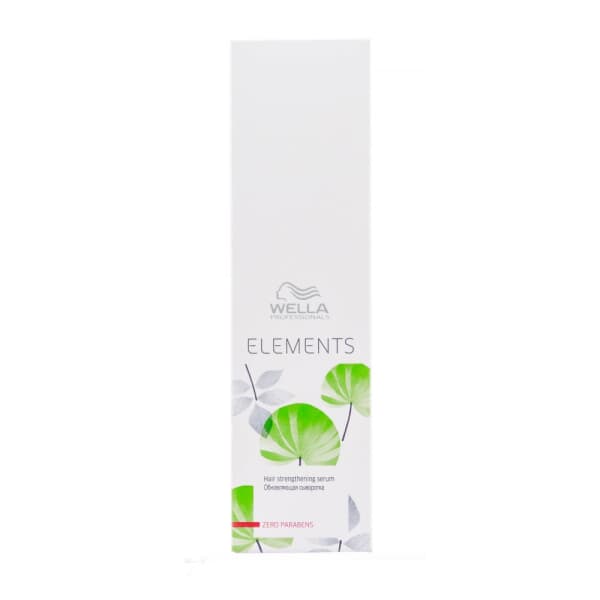 WELLA
PROFESSIONALS
ELEMENTS
Hair strengthening serum
Обновляющая сыворотка
ZERO PARABENS